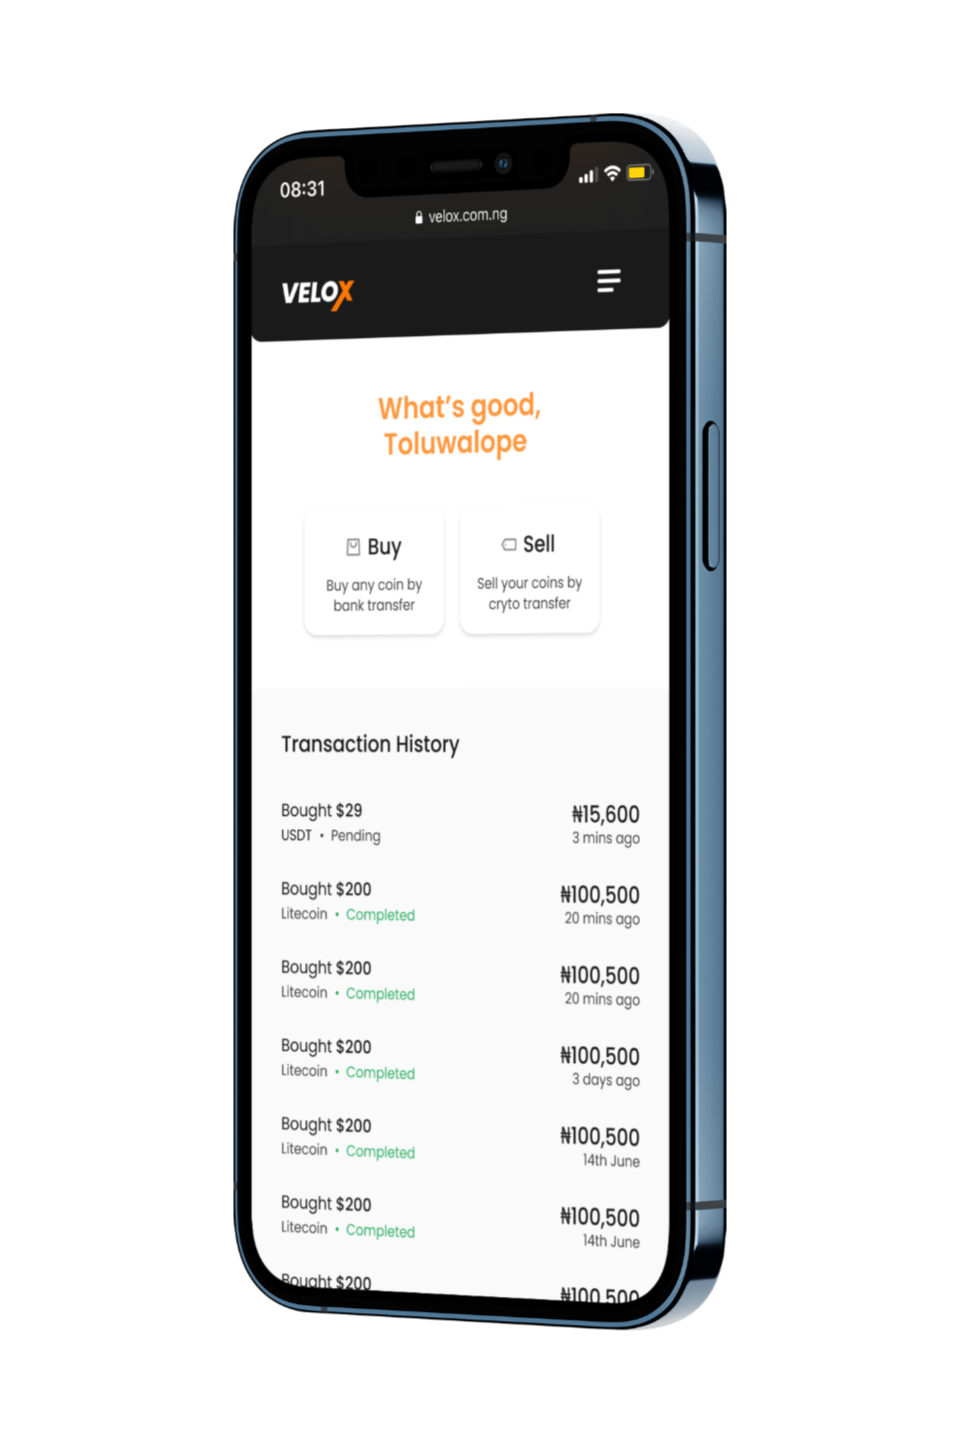 08:31
velox.com.ng
VELOX
What's good,
Toluwalope
Buy
Buy any coin by
bank transfer
Sell
Sell your coins by
cryto transfer
Transaction History
Bought $29
₦15,600
USDT • Pending
3 mins ago
Bought $200
₦100,500
Litecoin • Completed
20 mins ago
Bought $200
₦100,500
Litecoin • Completed
20 mins ago
Bought $200
₦100,500
Litecoin • Completed
3 days ago
Bought $200
₦100,500
Litecoin • Completed
14th June
Bought $200
₦100,500
Litecoin • Completed
14th June
Bought $200
₦100,500